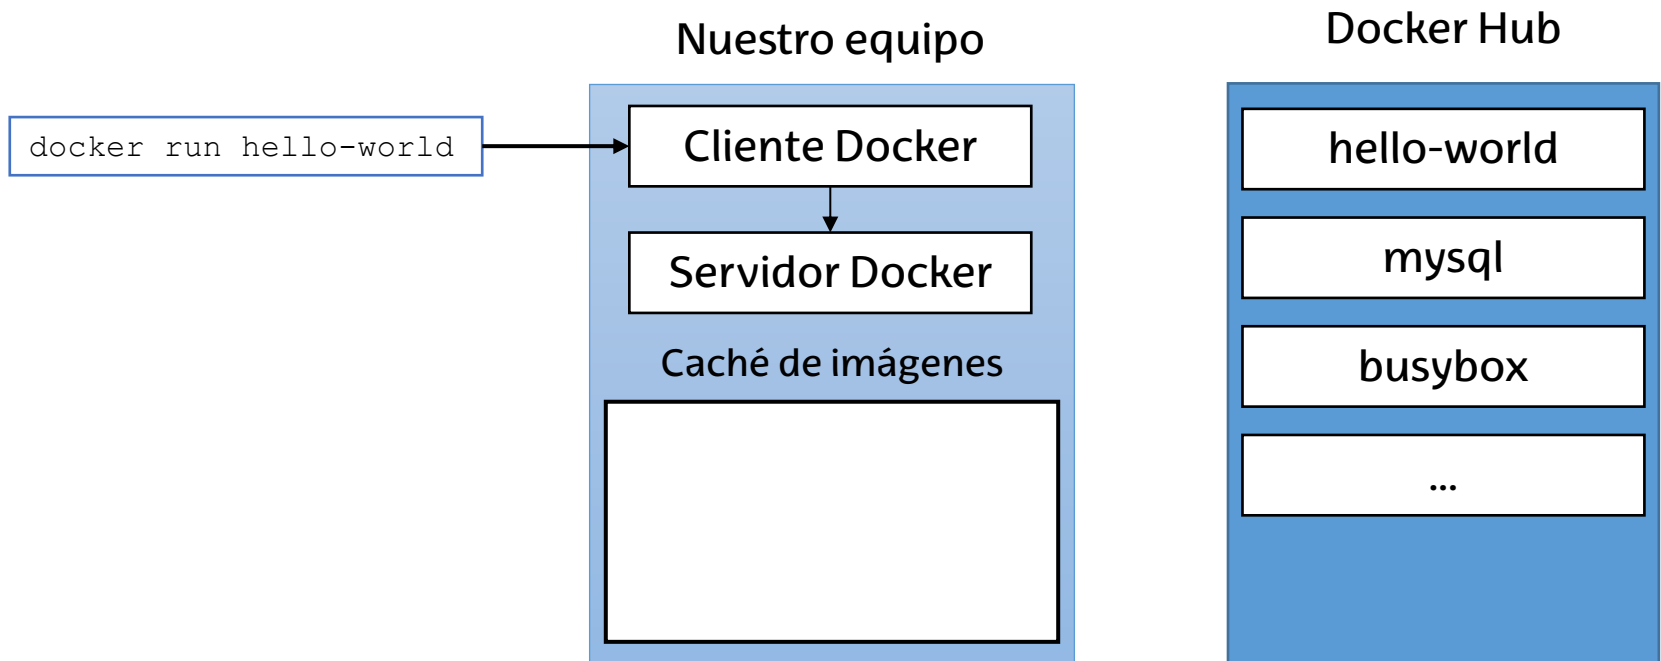 Nuestro equipo
Docker Hub
docker run hello-world
Cliente Docker
Servidor Docker
Caché de imágenes
hello-world
mysql
busybox
...